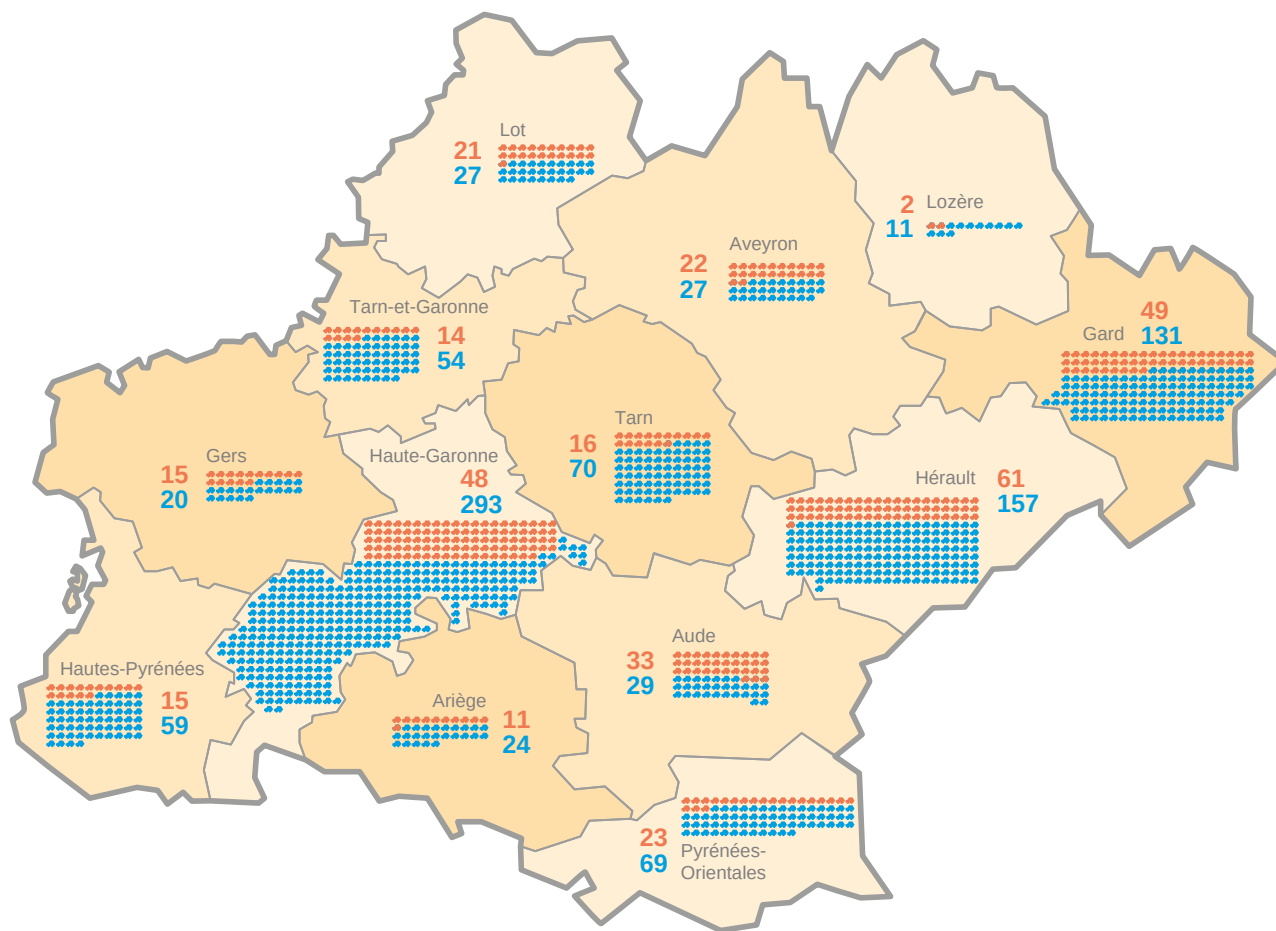 Lot
21
27
2
Lozère
11
Aveyron
22
27
Tarn-et-Garonne
14
54
49
Gard
131
Tarn
16
70
Gers
15
20
Haute-Garonne
48
293
Hérault
61
157
Aude
33
29
Hautes-Pyrénées
15
59
Ariège
11
24
23
69
Pyrénées-
Orientales